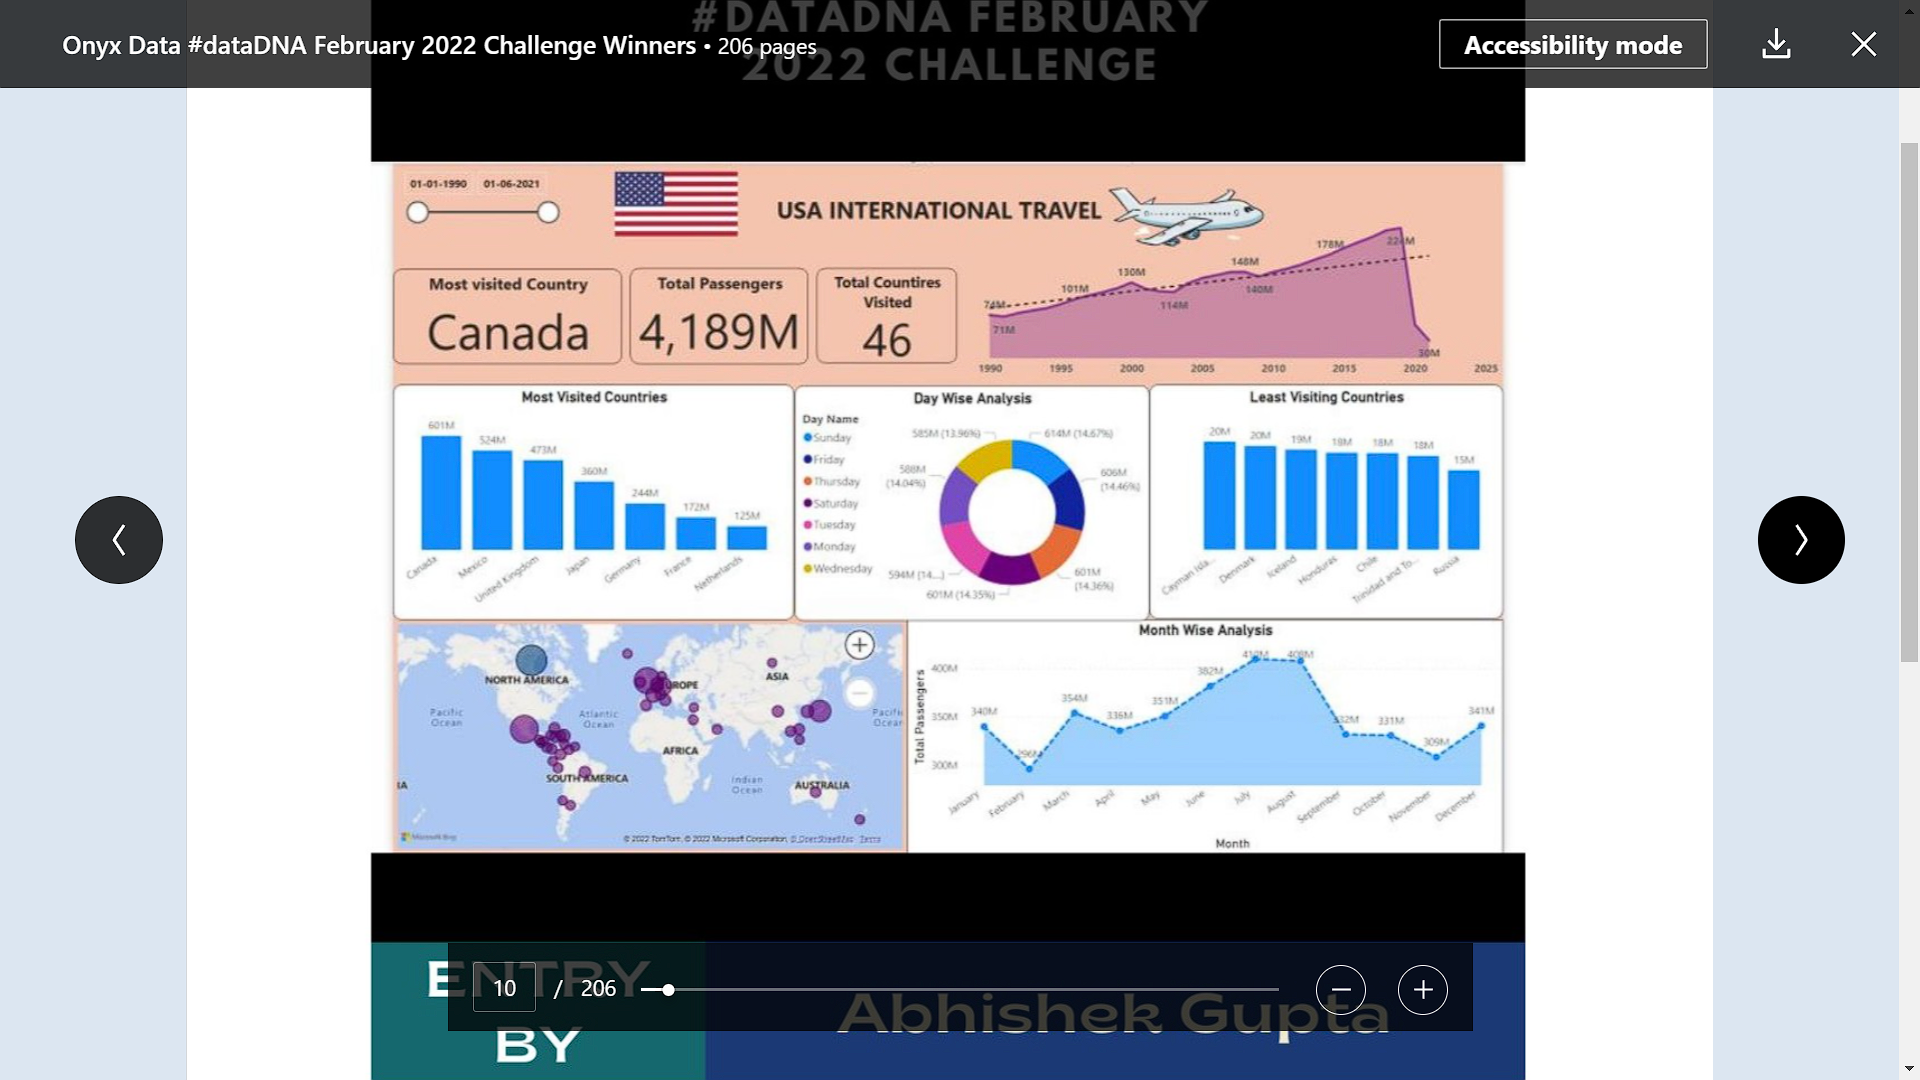 #DATADNA FEBRUARY
2022 CHALLENGE
Onyx Data #dataDNA February 2022 Challenge Winners • 206 pages
Accessibility mode
01-01-1990 01-06-2021
USA INTERNATIONAL TRAVEL
Most visited Country
Canada
Total Passengers
4,189M
Total Countires
Visited
46
74M
71M
101M
130M
114M
148M
140M
178M
30M
1990 1995 2000 2005 2010 2015 2020 2025
Most Visited Countries
601M
524M
473M
360M
244M
172M
125M
Canada
Mexico
United Kingdom
Japan
Germany
France
Netherlands
Day Wise Analysis
Day Name
Sunday
Friday
Thursday
Saturday
Tuesday
Monday
Wednesday
585M (13.96%)
614M (14.67%)
588M
(14.04%)
606M
(14.46%)
594M (14...)
601M
(14.36%)
601M (14.35%)
Least Visiting Countries
20M
20M
19M
18M
18M
18M
15M
Cayman Isla...
Denmark
Iceland
Honduras
Chile
Trinidad and To...
Russia
NORTH AMERICA
EUROPE
ASIA
Pacific
Ocean
Atlantic
Ocean
AFRICA
SOUTH AMERICA
Indian
Ocean
AUSTRALIA
Microsoft Bing
© 2022 TomTom, © 2022 Microsoft Corporation, © OpenStreetMap Terms
Month Wise Analysis
Total Passengers
400M
350M
300M
340M
296M
354M
336M
351M
382M
408M
332M
331M
309M
341M
January
February
March
April
May
June
July
August
September
October
November
December
Month
ENTRY
BY
10 / 206
Abhishek Gupta